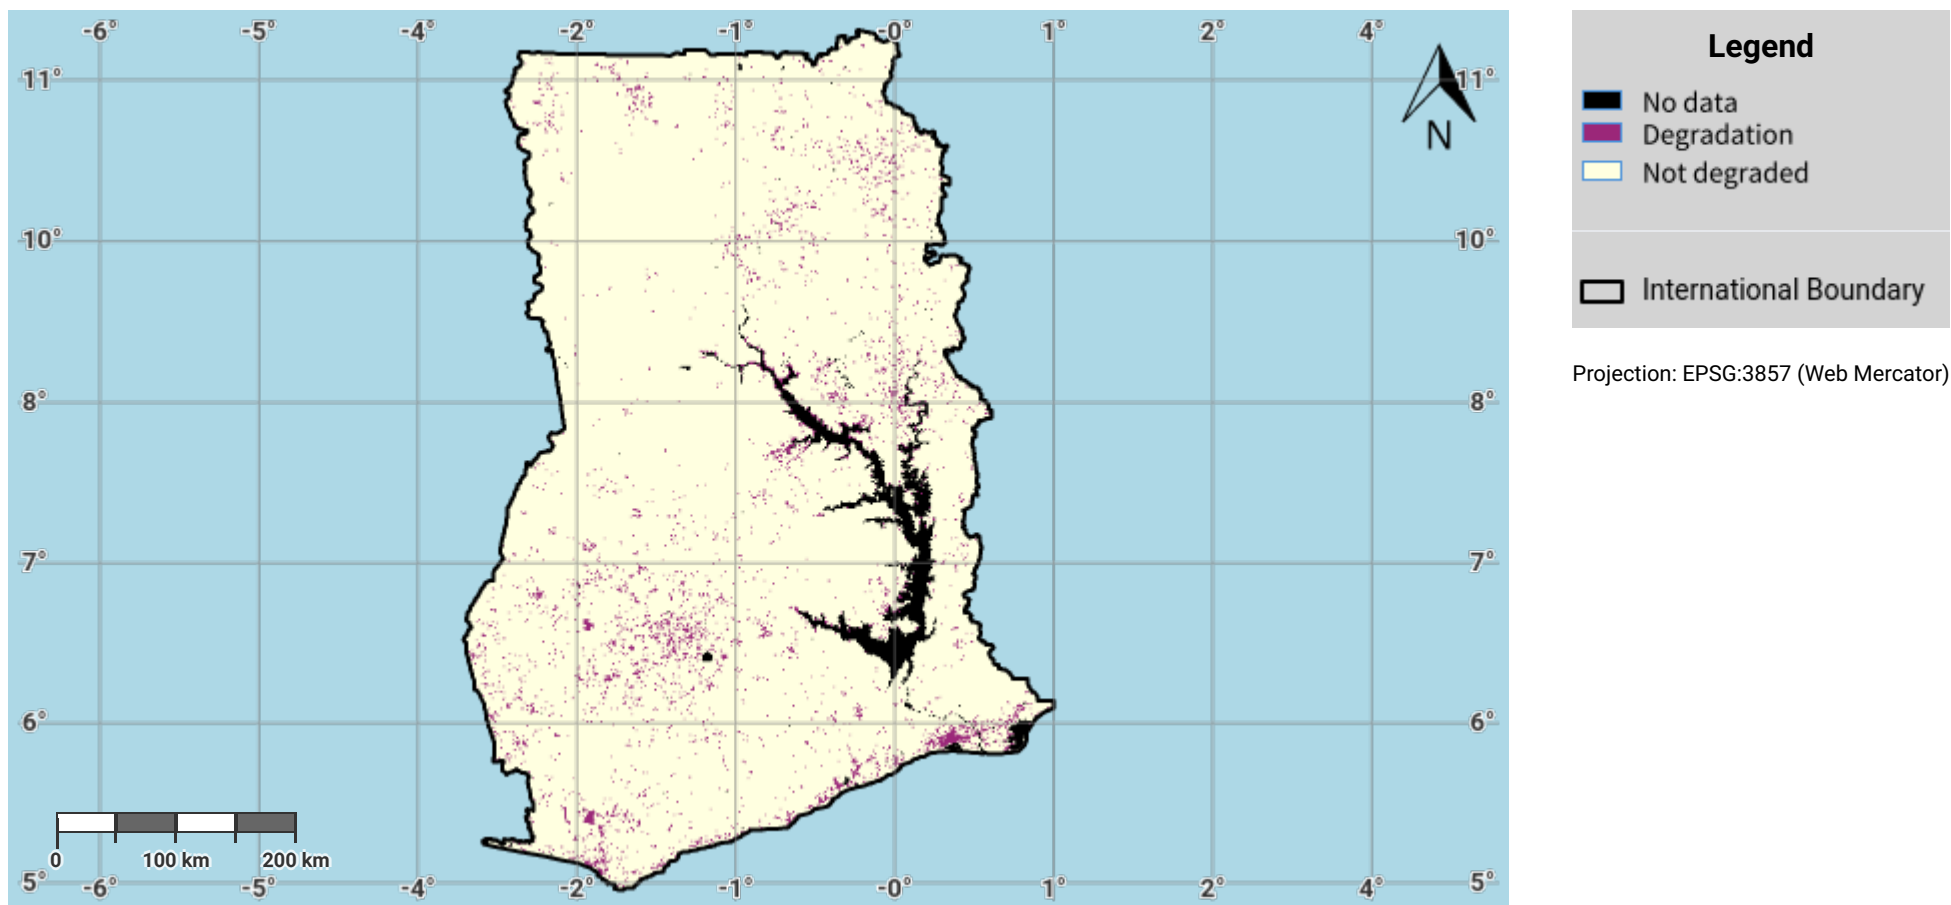 -6° -5° -4° -2° -1° -0° 1° 2° 4°
11° 11°
N
10° 10°
8° 8°
7° 7°
6° 6°
0 100 km 200 km
5° 5°
-6° -5° -4° -2° -1° -0° 1° 2° 4°
Legend
No data
Degradation
Not degraded
International Boundary
Projection: EPSG:3857 (Web Mercator)